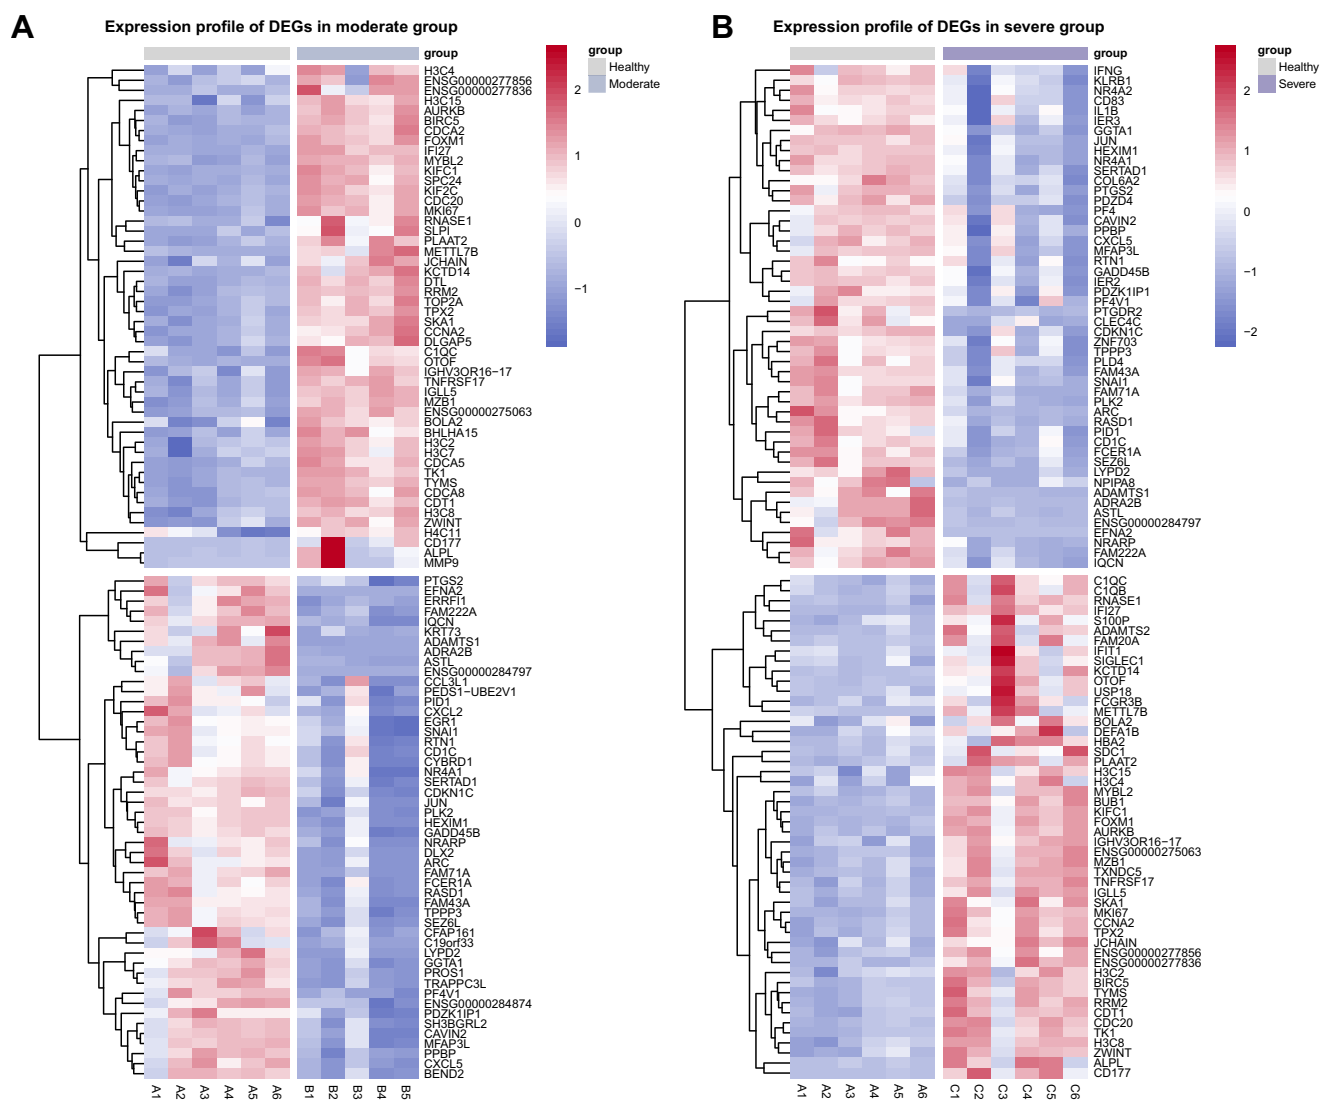 A
Expression profile of DEGs in moderate group
group
H3C4
ENSG00000277856
ENSG00000277836
H3C15
AURKB
BIRC5
CDCA2
FOXM1
IFI27
MYBL2
KIFC1
SPC24
KIF2C
CDC20
MKI67
RNASE1
SLPI
PLAAT2
METTL7B
JCHAIN
KCTD14
DTL
RRM2
TOP2A
TPX2
SKA1
CCNA2
DLGAP5
C1QC
OTOF
IGHV3OR16−17
TNFRSF17
IGLL5
MZB1
ENSG00000275063
BOLA2
BHLHA15
H3C2
H3C7
CDCA5
TK1
TYMS
CDCA8
CDT1
H3C8
ZWINT
H4C11
CD177
ALPL
MMP9
PTGS2
EFNA2
ERRFI1
FAM222A
IQCN
KRT73
ADAMTS1
ADRA2B
ASTL
ENSG00000284797
CCL3L1
PEDS1−UBE2V1
PID1
CXCL2
EGR1
SNAI1
RTN1
CD1C
CYBRD1
NR4A1
SERTAD1
CDKN1C
JUN
PLK2
HEXIM1
GADD45B
NRARP
DLX2
ARC
FAM71A
FCER1A
RASD1
FAM43A
TPPP3
SEZ6L
CFAP161
C19orf33
LYPD2
GGTA1
PROS1
TRAPPC3L
PF4V1
ENSG00000284874
PDZK1IP1
SH3BGRL2
CAVIN2
MFAP3L
PPBP
CXCL5
BEND2
A1 A2 A3 A4 A5 A6 B1 B2 B3 B4 B5
2
1
0
−1
group
Healthy
Moderate
B
Expression profile of DEGs in severe group
group
IFNG
KLRB1
NR4A2
CD83
IL1B
IER3
GGTA1
JUN
HEXIM1
NR4A1
SERTAD1
COL6A2
PTGS2
PDZD4
PF4
CAVIN2
PPBP
CXCL5
MFAP3L
RTN1
GADD45B
IER2
PDZK1IP1
PF4V1
PTGDR2
CLEC4C
CDKN1C
ZNF703
TPPP3
PLD4
FAM43A
SNAI1
FAM71A
PLK2
ARC
RASD1
PID1
CD1C
FCER1A
SEZ6L
LYPD2
NPIPA8
ADAMTS1
ADRA2B
ASTL
ENSG00000284797
EFNA2
NRARP
FAM222A
IQCN
C1QC
C1QB
RNASE1
IFI27
S100P
ADAMTS2
FAM20A
IFIT1
SIGLEC1
KCTD14
OTOF
USP18
FCGR3B
METTL7B
BOLA2
DEFA1B
HBA2
SDC1
PLAAT2
H3C15
H3C4
MYBL2
BUB1
KIFC1
FOXM1
AURKB
IGHV3OR16−17
ENSG00000275063
MZB1
TXNDC5
TNFRSF17
IGLL5
SKA1
MKI67
CCNA2
TPX2
JCHAIN
ENSG00000277856
ENSG00000277836
H3C2
BIRC5
TYMS
RRM2
CDT1
CDC20
TK1
H3C8
ZWINT
ALPL
CD177
A1 A2 A3 A4 A5 A6 C1 C2 C3 C4 C5 C6
2
1
0
−1
−2
group
Healthy
Severe